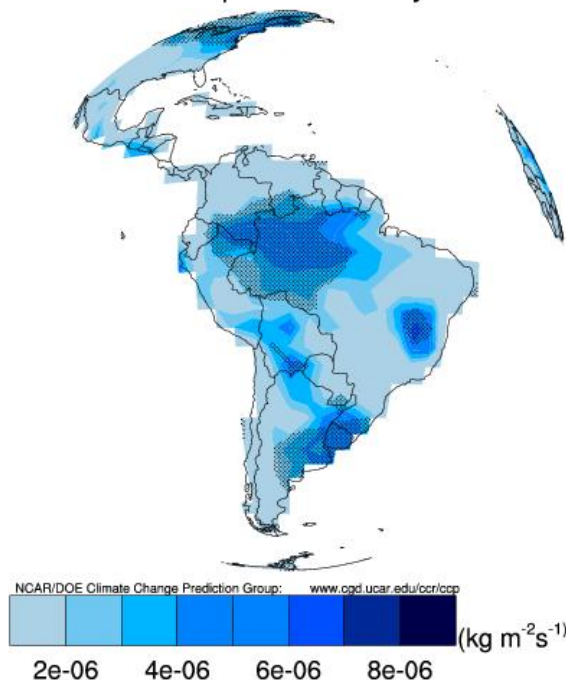 NCAR/DOE Climate Change Prediction Group: www.cgd.ucar.edu/ccr/ccp
(kg m⁻²s⁻¹)
2e-06 4e-06 6e-06 8e-06